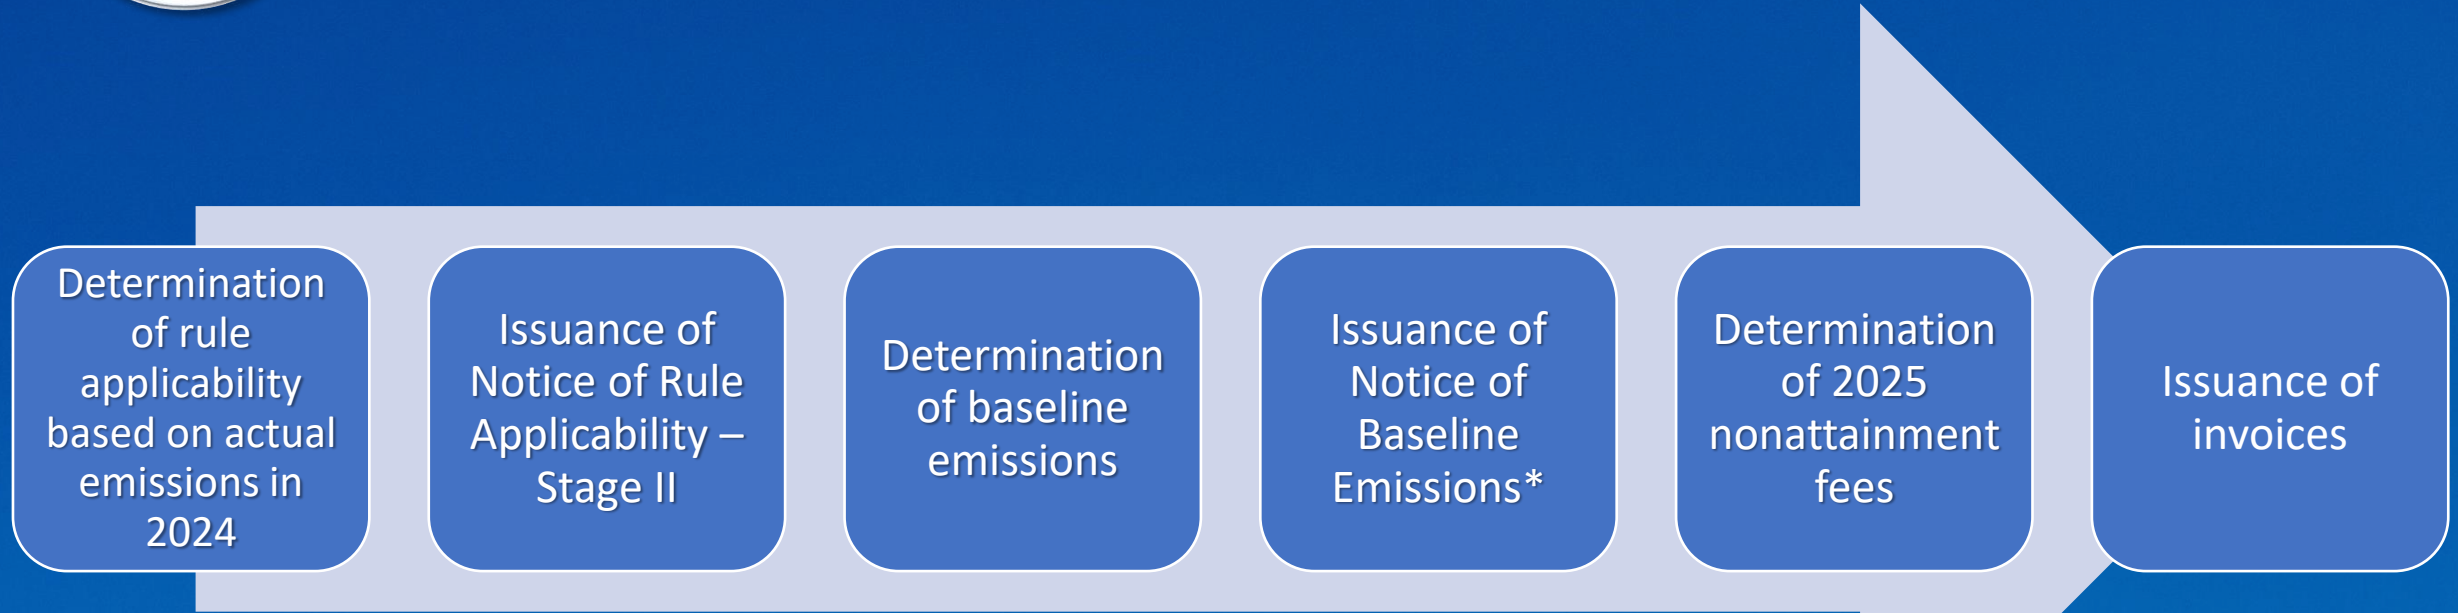 Determination
of rule
applicability
based on actual
emissions in
2024
Issuance of
Notice of Rule
Applicability –
Stage II
Determination
of baseline
emissions
Issuance of
Notice of
Baseline
Emissions*
Determination
of 2025
nonattainment
fees
Issuance of
invoices